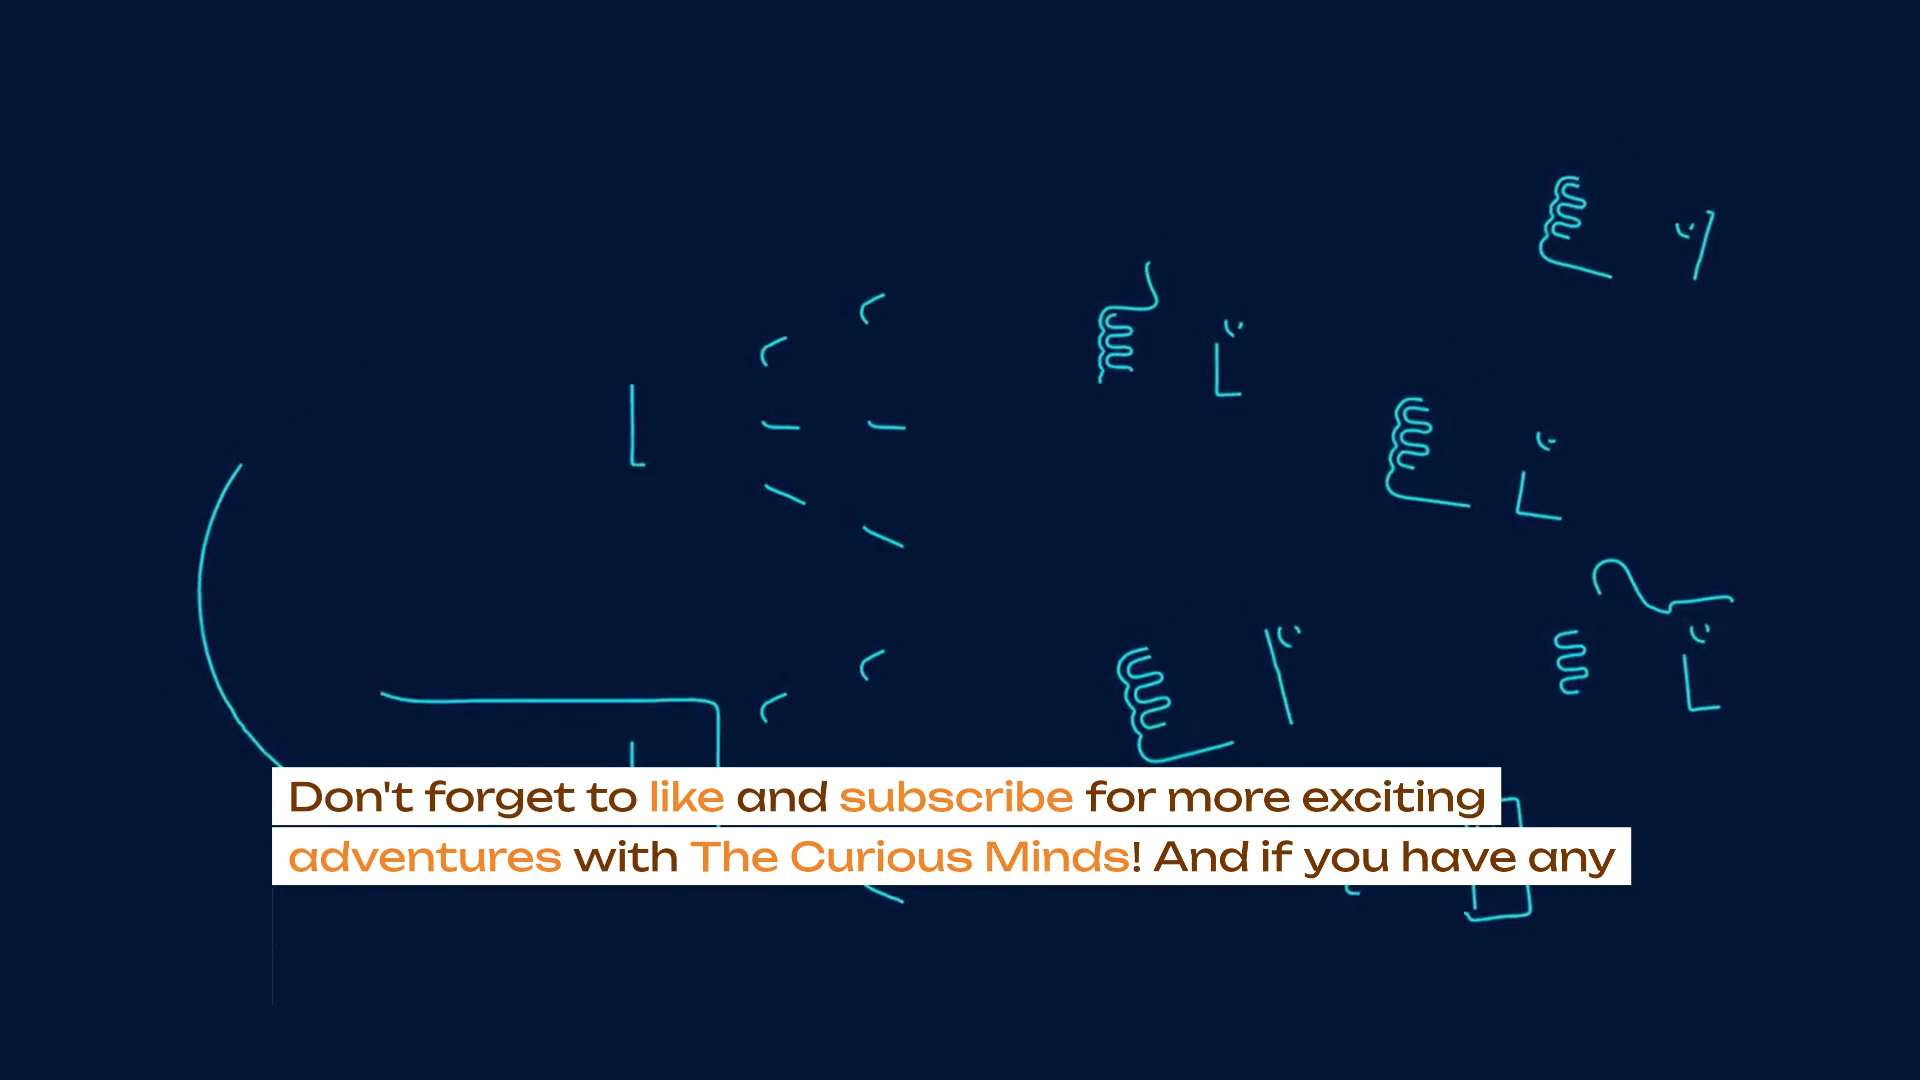 Don't forget to like and subscribe for more exciting
adventures with The Curious Minds! And if you have any